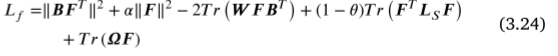 L_f =‖BF^T‖² + α‖F‖² − 2Tr(WFB^T) + (1 − θ)Tr(F^T L_S F)
+ Tr(ΩF)
(3.24)